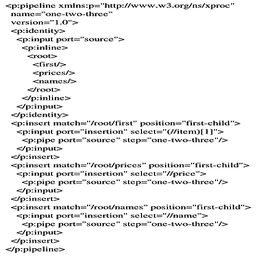 <p:pipeline xmlns:p="http://www.w3.org/ns/xproc"
name="one-two-three"
version="1.0">
<p:identity>
<p:input port="source">
<p:inline>
<root>
<first/>
<prices/>
<names/>
</root>
</p:inline>
</p:input>
</p:identity>
<p:insert match="/root/first" position="first-child">
<p:input port="insertion" select="(//item)[1]">
<p:pipe port="source" step="one-two-three"/>
</p:input>
</p:insert>
<p:insert match="/root/prices" position="first-child">
<p:input port="insertion" select="//price">
<p:pipe port="source" step="one-two-three"/>
</p:input>
</p:insert>
<p:insert match="/root/names" position="first-child">
<p:input port="insertion" select="//name">
<p:pipe port="source" step="one-two-three"/>
</p:input>
</p:insert>
</p:pipeline>